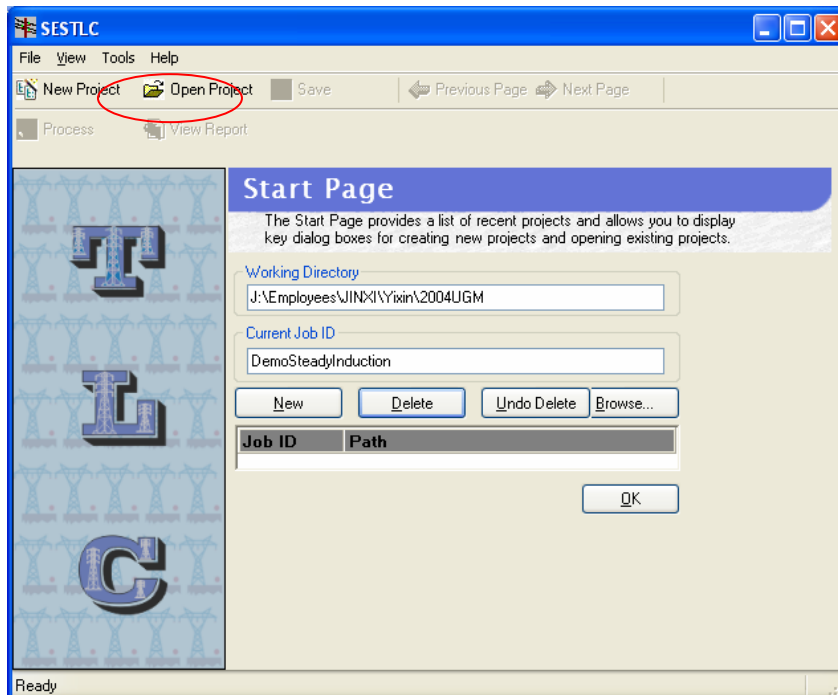 SESTLC
File View Tools Help
New Project Open Project Save Previous Page Next Page
Process View Report
T
L
C
Start Page
The Start Page provides a list of recent projects and allows you to display
key dialog boxes for creating new projects and opening existing projects.
Working Directory
J:\Employees\JINXI\Yixin\2004UGM
Current Job ID
DemoSteadyInduction
New Delete Undo Delete Browse...
Job ID Path
OK
Ready